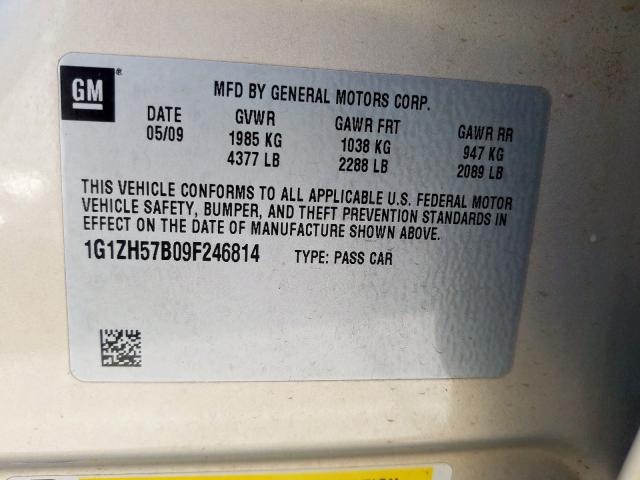 GM®
MFD BY GENERAL MOTORS CORP.
DATE GVWR GAWR FRT GAWR RR
05/09 1985 KG 1038 KG 947 KG
4377 LB 2288 LB 2089 LB
THIS VEHICLE CONFORMS TO ALL APPLICABLE U.S. FEDERAL MOTOR
VEHICLE SAFETY, BUMPER, AND THEFT PREVENTION STANDARDS IN
EFFECT ON THE DATE OF MANUFACTURE SHOWN ABOVE.
1G1ZH57B09F246814 TYPE: PASS CAR